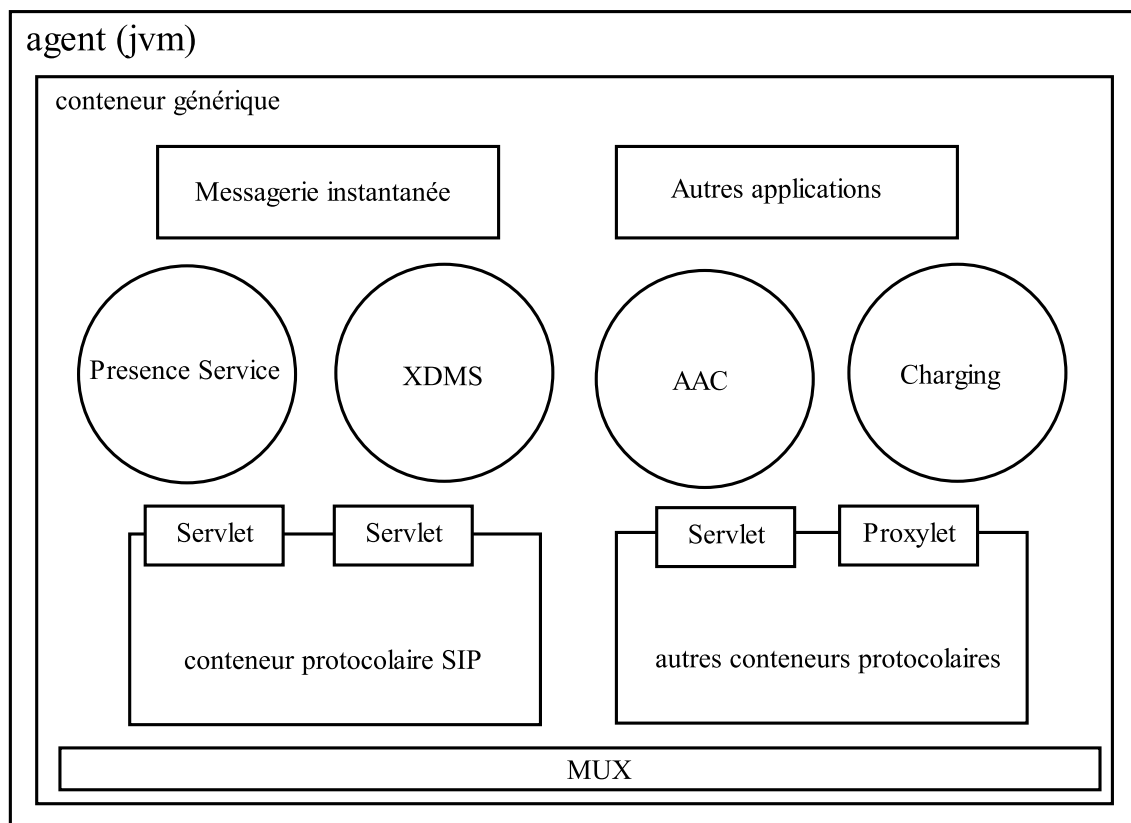 agent (jvm)
conteneur générique
Messagerie instantanée
Autres applications
Presence Service
XDMS
AAC
Charging
Servlet
Servlet
Servlet
Proxylet
conteneur protocolaire SIP
autres conteneurs protocolaires
MUX